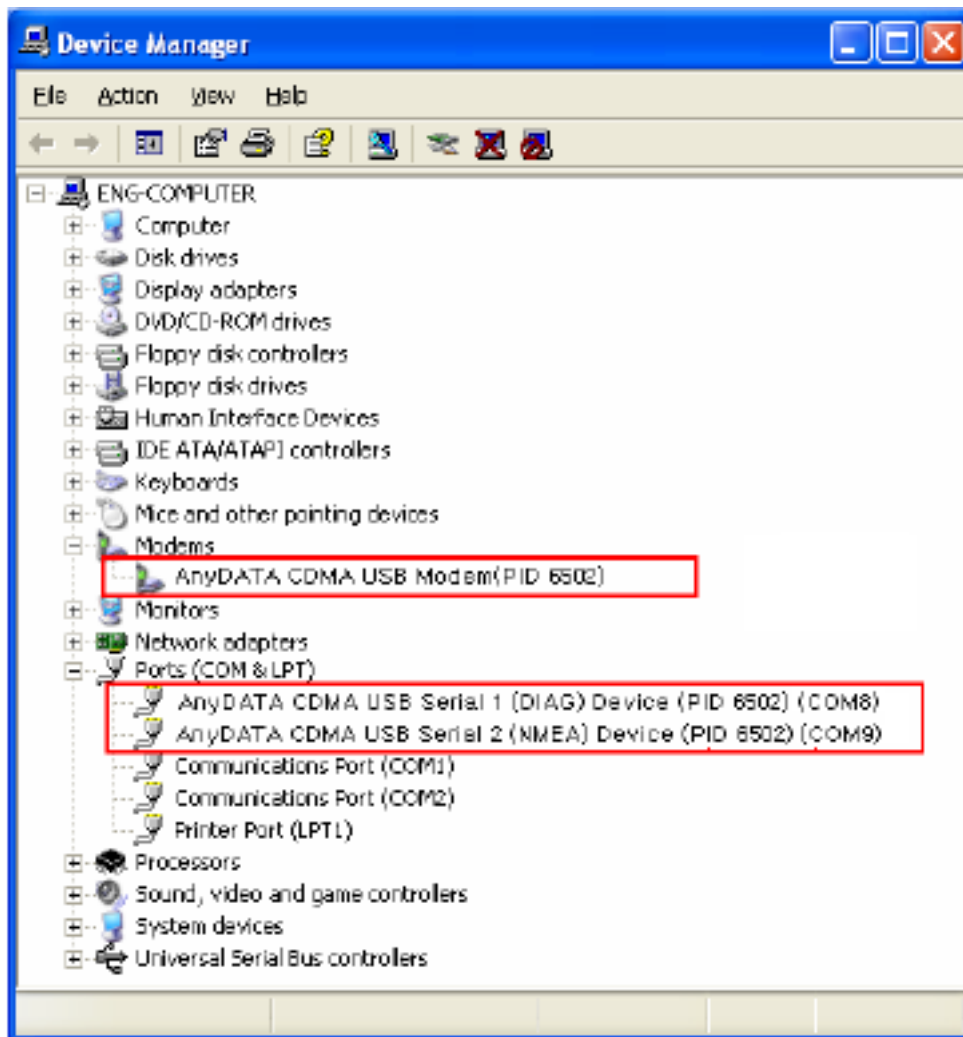 Device Manager
File Action View Help
ENG-COMPUTER
Computer
Disk drives
Display adapters
DVD/CD-ROM drives
Floppy disk controllers
Floppy disk drives
Human Interface Devices
IDE ATA/ATAPI controllers
Keyboards
Mice and other pointing devices
Modems
AnyDATA CDMA USB Modem(PID 6502)
Monitors
Network adapters
Ports (COM & LPT)
AnyDATA CDMA USB Serial 1 (DIAG) Device (PID 6502) (COM8)
AnyDATA CDMA USB Serial 2 (NMEA) Device (PID 6502) (COM9)
Communications Port (COM1)
Communications Port (COM2)
Printer Port (LPT1)
Processors
Sound, video and game controllers
System devices
Universal Serial Bus controllers